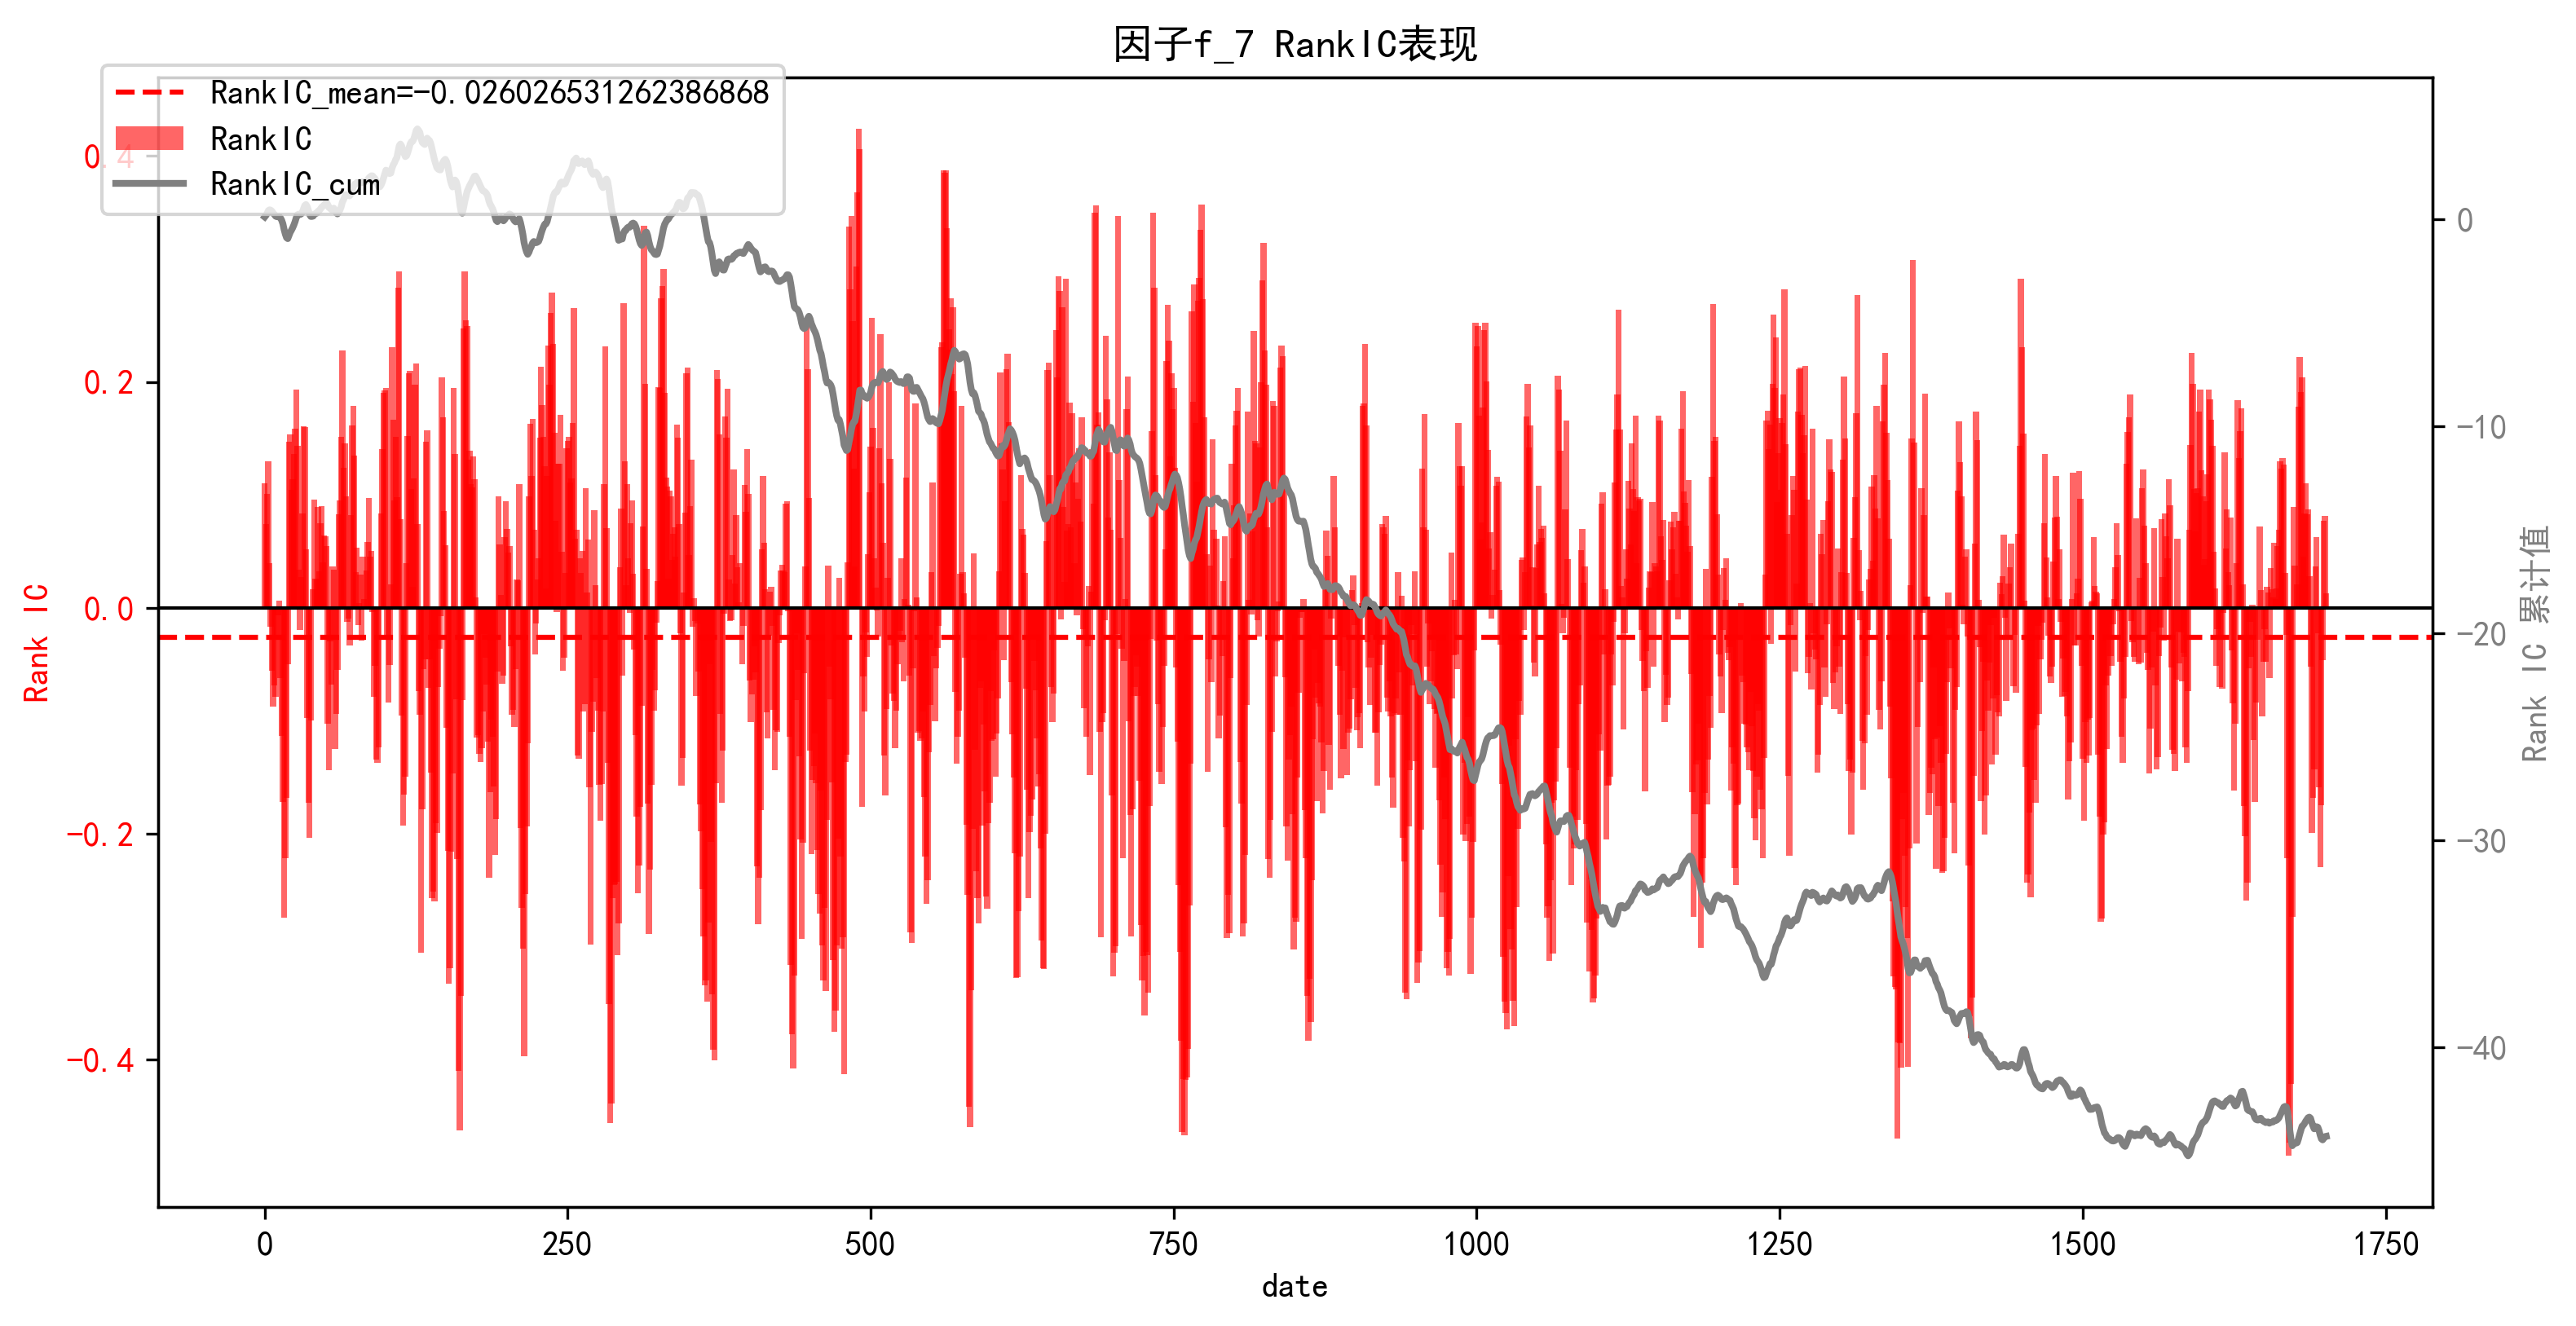 因子f_7 RankIC表现
RankIC_mean=-0.026026531262386868
RankIC
RankIC_cum
0.4
0.2
0.0
-0.2
-0.4
Rank IC
0
-10
-20
-30
-40
Rank IC 累计值
0 250 500 750 1000 1250 1500 1750
date